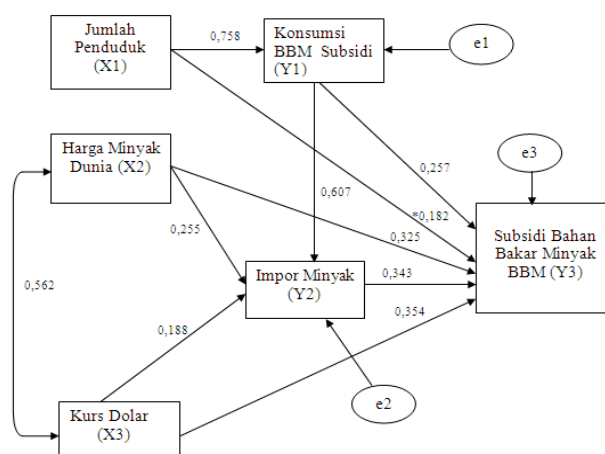 Jumlah
Penduduk
(X1)
0,758
Konsumsi
BBM Subsidi
(Y1)
e1
Harga Minyak
Dunia (X2)
0,257
e3
0,607
*0,182
0,325
0,255
Subsidi Bahan
Bakar Minyak
BBM (Y3)
Impor Minyak
(Y2)
0,343
0,562
0,188
0,354
e2
Kurs Dolar
(X3)